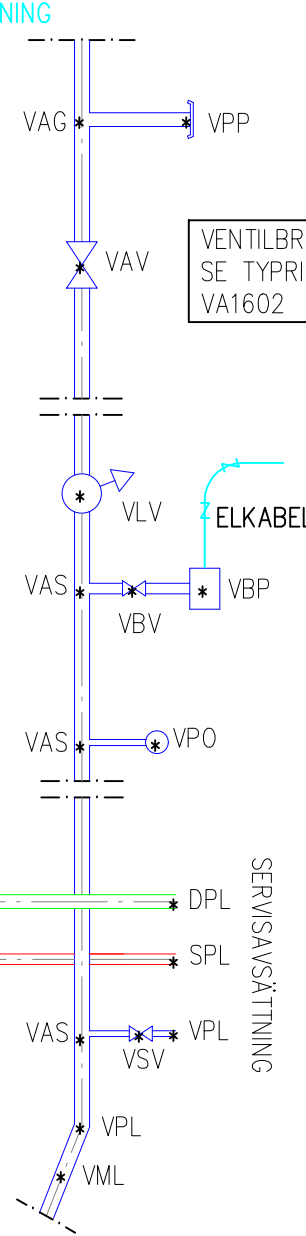 NING
VAG
VPP
VAV
VENTILBR
SE TYPRI
VA1602
VLV
ELKABEL
VAS
VBP
VBV
VAS
VPO
DPL
SPL
SERVISAVSÄTTNING
VAS
VPL
VSV
VPL
VML